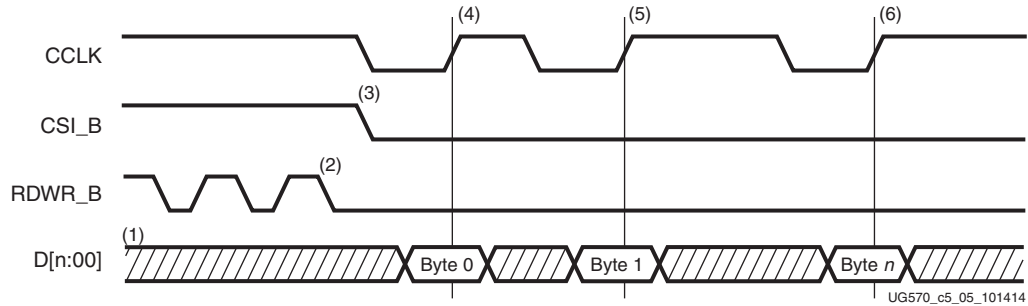 (4) (5) (6)
CCLK
(3)
CSI_B
(2)
RDWR_B
(1)
D[n:00] Byte 0 Byte 1 Byte n
UG570_c5_05_101414